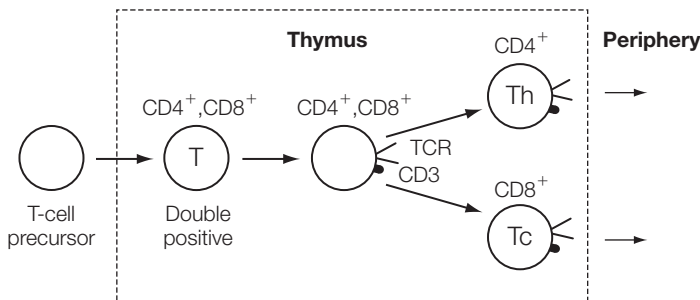 Thymus
Periphery
CD4⁺
Th
CD4⁺,CD8⁺
CD4⁺,CD8⁺
T
TCR
CD3
T-cell
precursor
Double
positive
CD8⁺
Tc